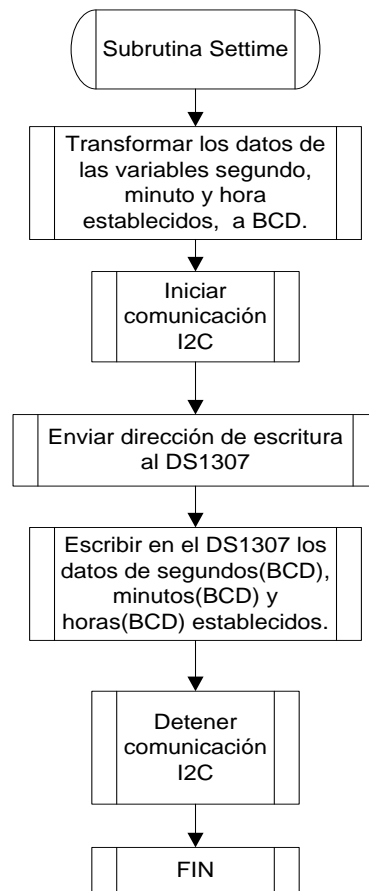 Subrutina Settime
Transformar los datos de
las variables segundo,
minuto y hora
establecidos,  a BCD.
Iniciar
comunicación
I2C
Enviar dirección de escritura
al DS1307
Escribir en el DS1307 los
datos de segundos(BCD),
minutos(BCD) y
horas(BCD) establecidos.
Detener
comunicación
I2C
FIN